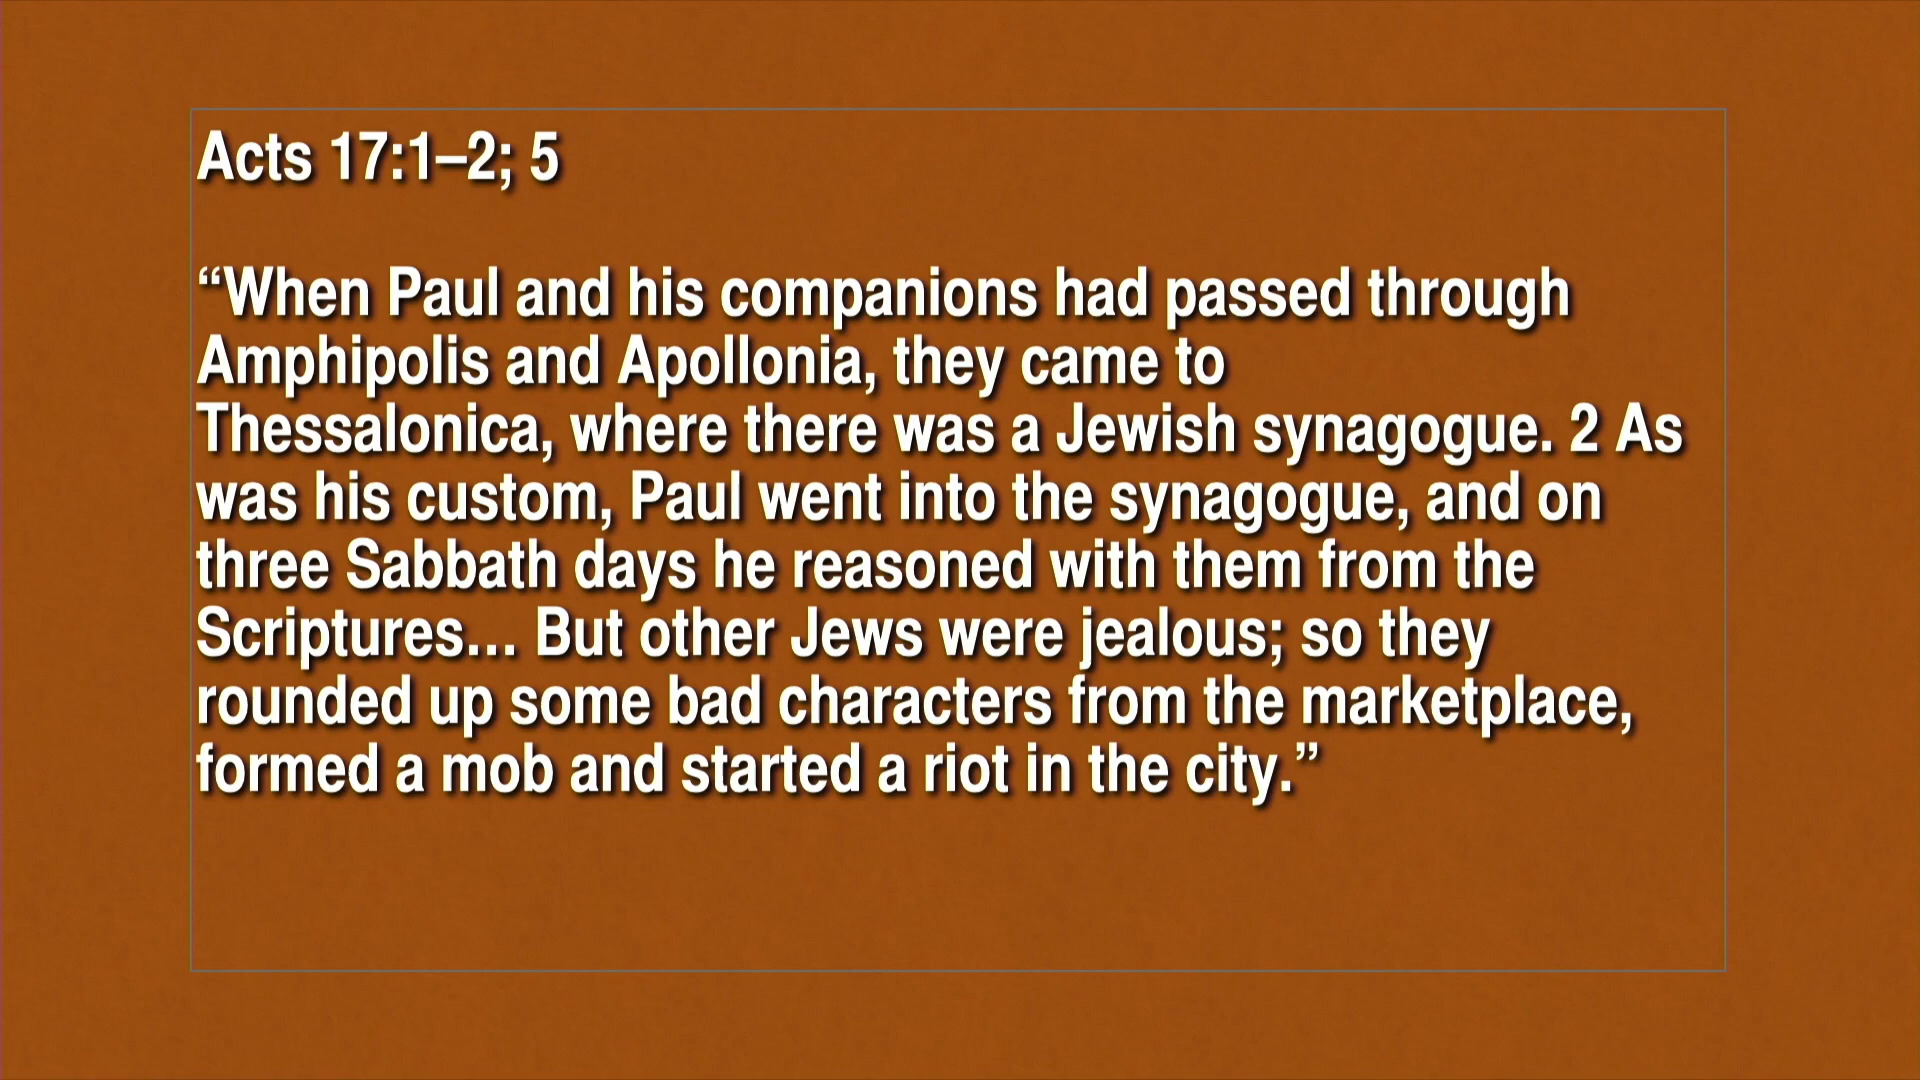 Acts 17:1–2; 5
“When Paul and his companions had passed through
Amphipolis and Apollonia, they came to
Thessalonica, where there was a Jewish synagogue. 2 As
was his custom, Paul went into the synagogue, and on
three Sabbath days he reasoned with them from the
Scriptures… But other Jews were jealous; so they
rounded up some bad characters from the marketplace,
formed a mob and started a riot in the city.”